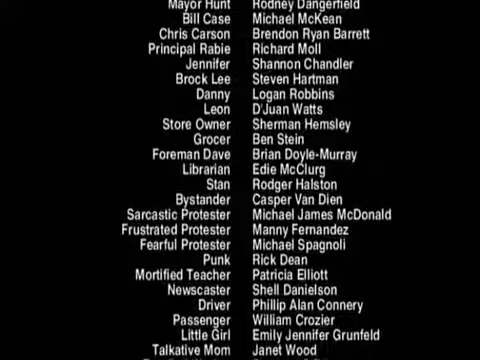 Mayor Hunt Rodney Dangerfield
Bill Case Michael McKean
Chris Carson Brendon Ryan Barrett
Principal Rabie Richard Moll
Jennifer Shannon Chandler
Brock Lee Steven Hartman
Danny Logan Robbins
Leon D'Juan Watts
Store Owner Sherman Hemsley
Grocer Ben Stein
Foreman Dave Brian Doyle-Murray
Librarian Edie McClurg
Stan Rodger Halston
Bystander Casper Van Dien
Sarcastic Protester Michael James McDonald
Frustrated Protester Manny Fernandez
Fearful Protester Michael Spagnoli
Punk Rick Dean
Mortified Teacher Patricia Elliott
Newscaster Shell Danielson
Driver Phillip Alan Connery
Passenger William Crozier
Little Girl Emily Jennifer Grunfeld
Talkative Mom Janet Wood